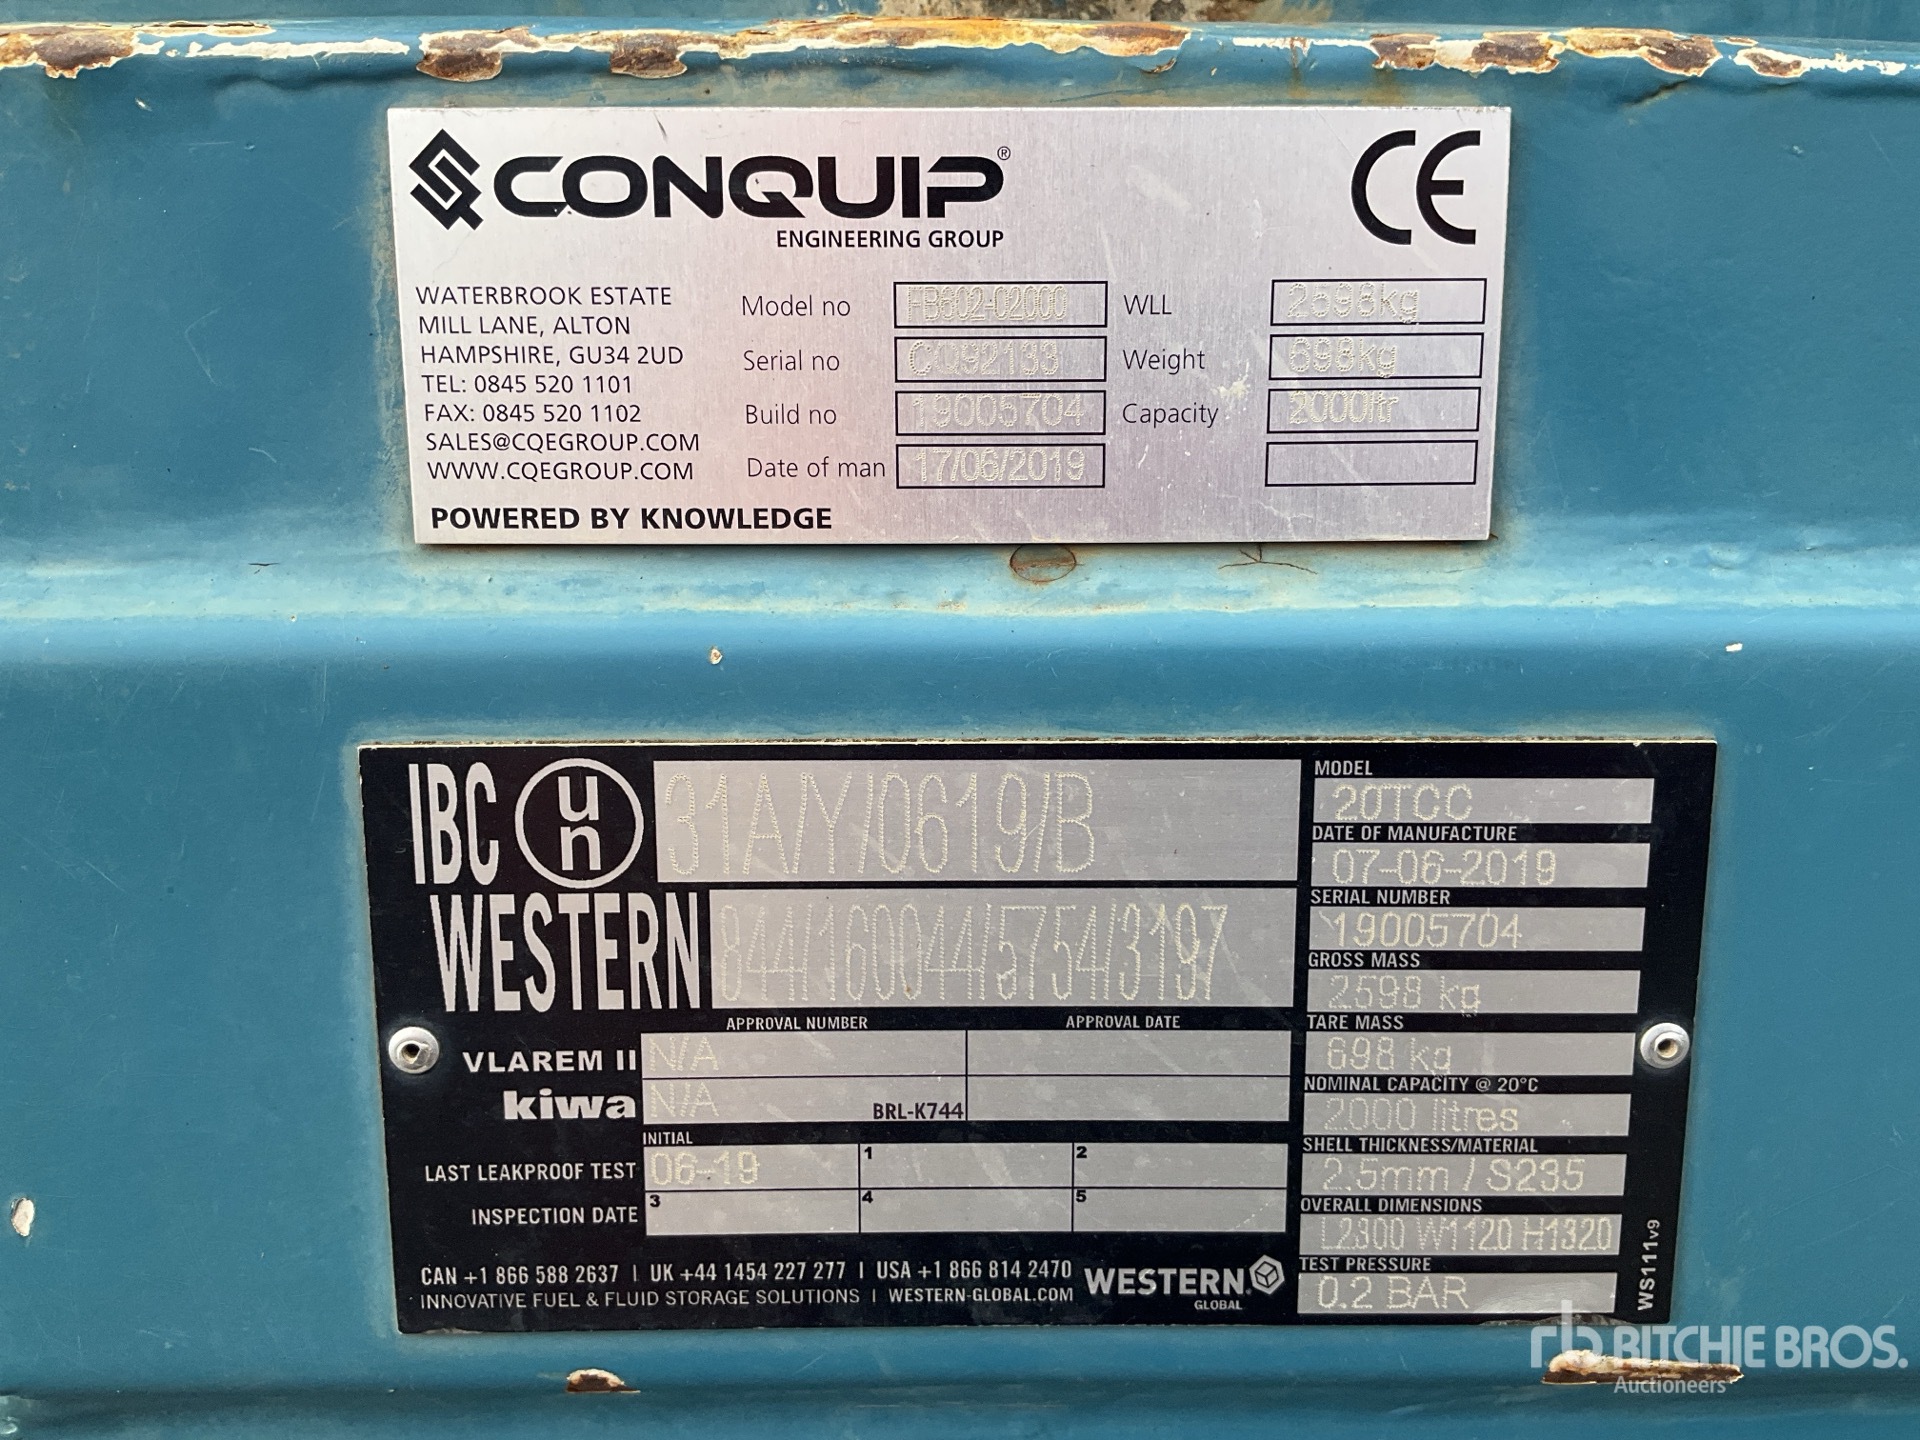 CONQUIP®
ENGINEERING GROUP
CE
WATERBROOK ESTATE
MILL LANE, ALTON
HAMPSHIRE, GU34 2UD
TEL: 0845 520 1101
FAX: 0845 520 1102
SALES@CQEGROUP.COM
WWW.CQEGROUP.COM
POWERED BY KNOWLEDGE
Model no FB602-02000
Serial no CQ92133
Build no 19005704
Date of man 17/06/2019
WLL 2598kg
Weight 698kg
Capacity 2000ltr
IBC un 31A/Y/0619/B
WESTERN 844/160044/5754/3197
APPROVAL NUMBER APPROVAL DATE
VLAREM II N/A
kiwa N/A BRL-K744
INITIAL
LAST LEAKPROOF TEST 06-19 1 2
INSPECTION DATE 3 4 5
CAN +1 866 588 2637 | UK +44 1454 227 277 | USA +1 866 814 2470
INNOVATIVE FUEL & FLUID STORAGE SOLUTIONS | WESTERN-GLOBAL.COM
WESTERN
GLOBAL
MODEL
20TCC
DATE OF MANUFACTURE
07-06-2019
SERIAL NUMBER
19005704
GROSS MASS
2598 kg
TARE MASS
698 kg
NOMINAL CAPACITY @ 20°C
2000 litres
SHELL THICKNESS/MATERIAL
2.5mm / S235
OVERALL DIMENSIONS
L2300 W1120 H1320
TEST PRESSURE
0.2 BAR
WS111v9
rb RITCHIE BROS.
Auctioneers